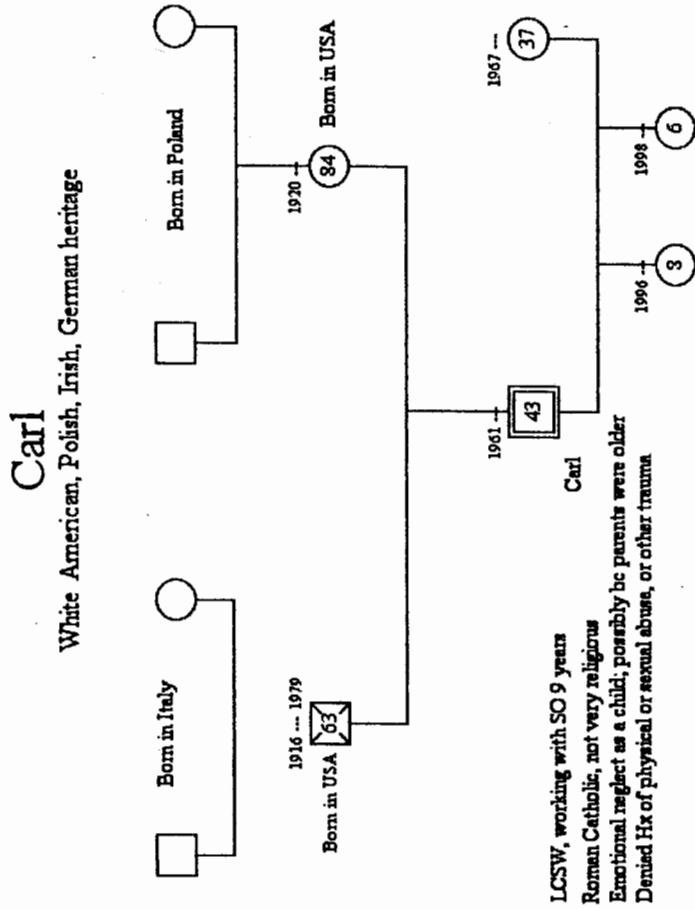 Carl
White American, Polish, Irish, German heritage
Born in Italy
Born in Poland
1916 --- 1979
63
Born in USA
1920 ---
84
Born in USA
1961 ---
43
Carl
1967 ---
37
1996 ---
8
1998 ---
6
LCSW, working with SO 9 years
Roman Catholic, not very religious
Emotional neglect as a child; possibly bc parents were older
Denied Hx of physical or sexual abuse, or other trauma